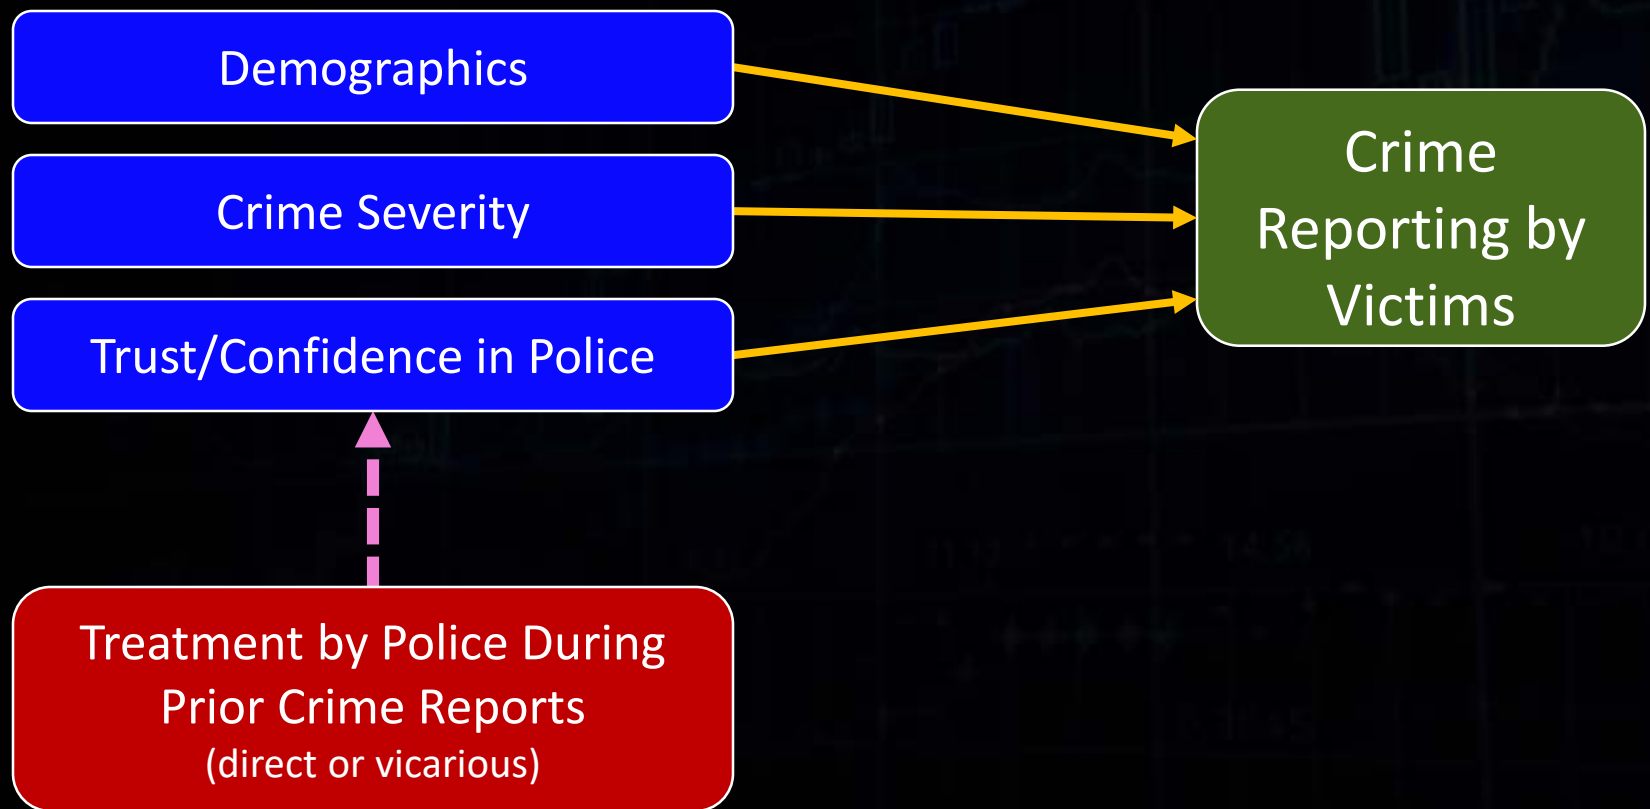 Demographics
Crime Severity
Trust/Confidence in Police
Crime
Reporting by
Victims
Treatment by Police During
Prior Crime Reports
(direct or vicarious)